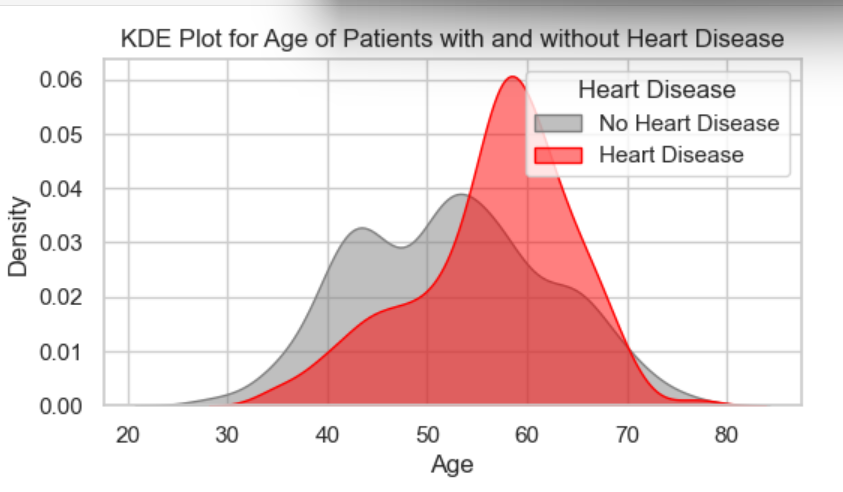 KDE Plot for Age of Patients with and without Heart Disease
Heart Disease
No Heart Disease
Heart Disease
Density
0.06
0.05
0.04
0.03
0.02
0.01
0.00
20 30 40 50 60 70 80
Age